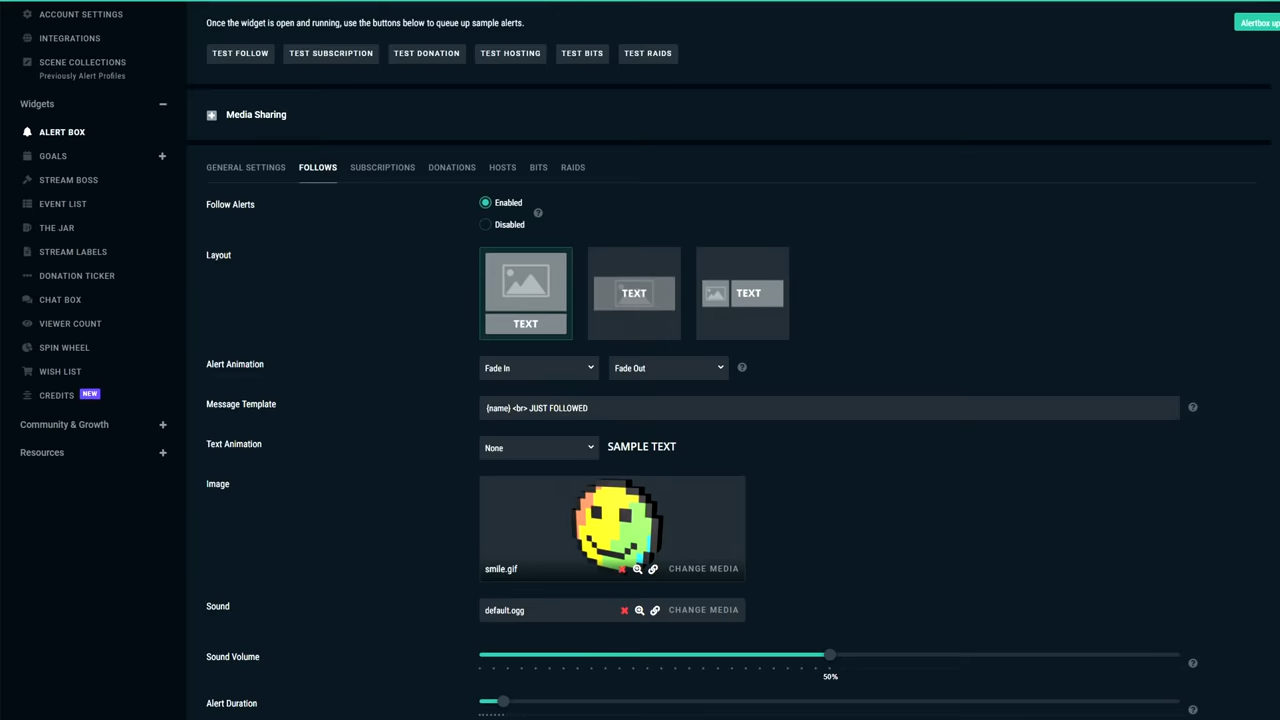 ACCOUNT SETTINGS
INTEGRATIONS
SCENE COLLECTIONS
Previously Alert Profiles
Widgets
ALERT BOX
GOALS
STREAM BOSS
EVENT LIST
THE JAR
STREAM LABELS
DONATION TICKER
CHAT BOX
VIEWER COUNT
SPIN WHEEL
WISH LIST
CREDITS NEW
Community & Growth
Resources
Once the widget is open and running, use the buttons below to queue up sample alerts.
Alertbox up
TEST FOLLOW TEST SUBSCRIPTION TEST DONATION TEST HOSTING TEST BITS TEST RAIDS
Media Sharing
GENERAL SETTINGS FOLLOWS SUBSCRIPTIONS DONATIONS HOSTS BITS RAIDS
Follow Alerts
Enabled
Disabled
Layout
TEXT
TEXT
TEXT
Alert Animation
Fade In
Fade Out
Message Template
{name} <br> JUST FOLLOWED
Text Animation
None
SAMPLE TEXT
Image
smile.gif
CHANGE MEDIA
Sound
default.ogg
CHANGE MEDIA
Sound Volume
50%
Alert Duration